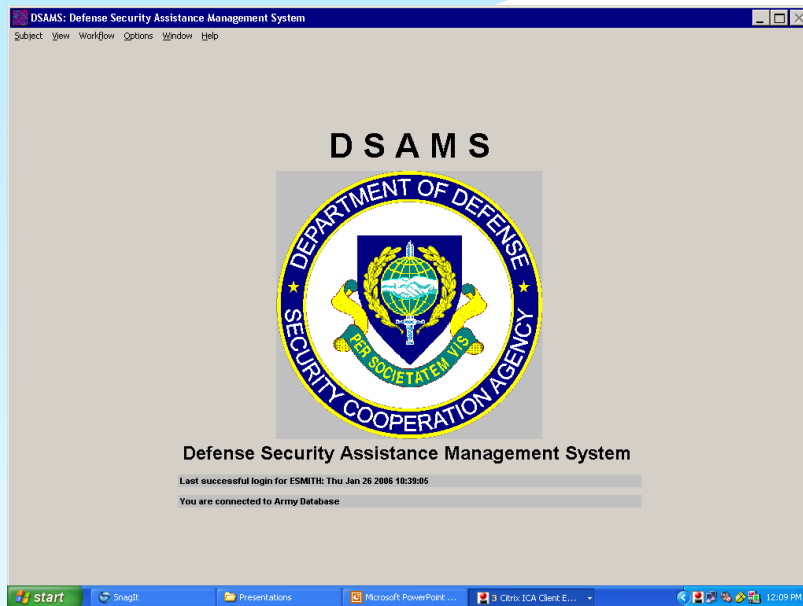 DSAMS: Defense Security Assistance Management System
Subject View Workflow Options Window Help
D S A M S
DEPARTMENT OF DEFENSE
PER SOCIETATEM VIS
SECURITY COOPERATION AGENCY
Defense Security Assistance Management System
Last successful login for ESMITH: Thu Jan 26 2006 10:39:05
You are connected to Army Database
start SnagIt Presentations Microsoft PowerPoint ... 3 Citrix ICA Client E... 12:09 PM